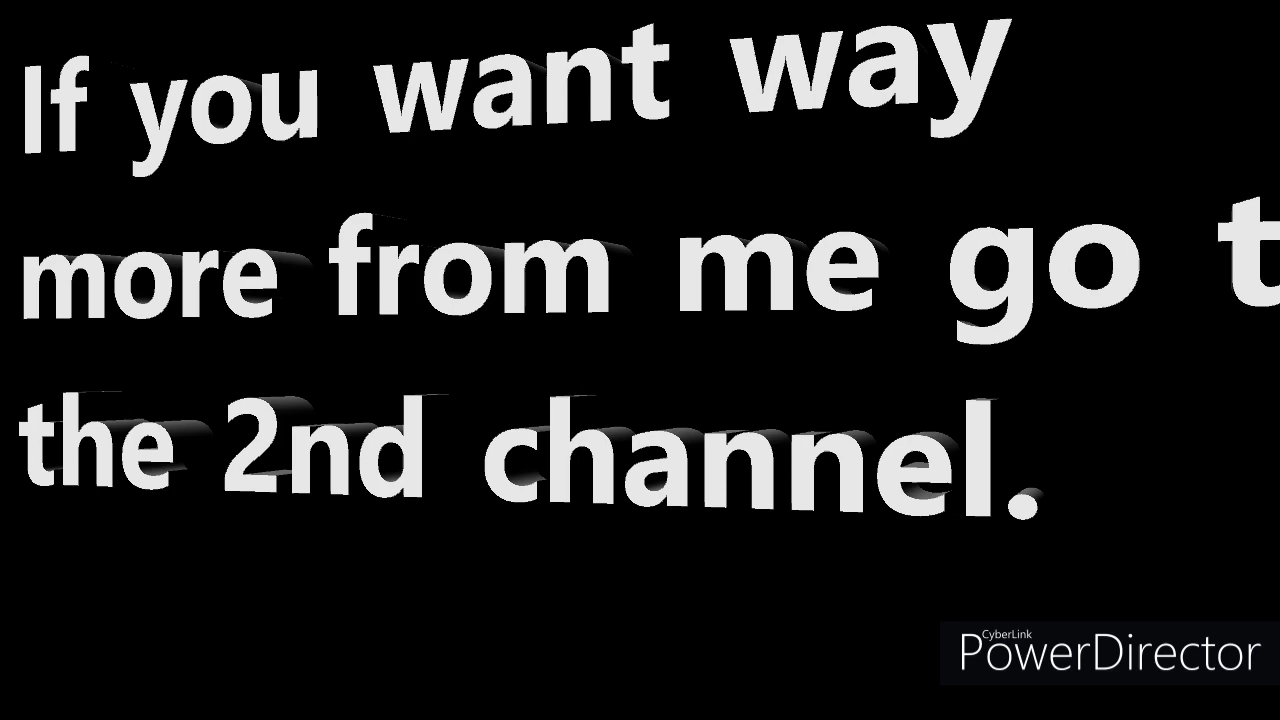 If you want way
more from me go t
the 2nd channel.
CyberLink
PowerDirector